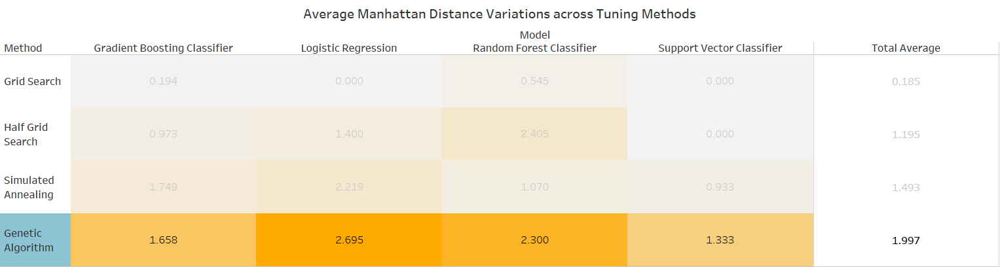 Average Manhattan Distance Variations across Tuning Methods
Model
Method Gradient Boosting Classifier Logistic Regression Random Forest Classifier Support Vector Classifier Total Average
Grid Search 0.194 0.000 0.545 0.000 0.185
Half Grid
Search 0.973 1.400 2.405 0.000 1.195
Simulated
Annealing 1.749 2.219 1.070 0.933 1.493
Genetic
Algorithm 1.658 2.695 2.300 1.333 1.997